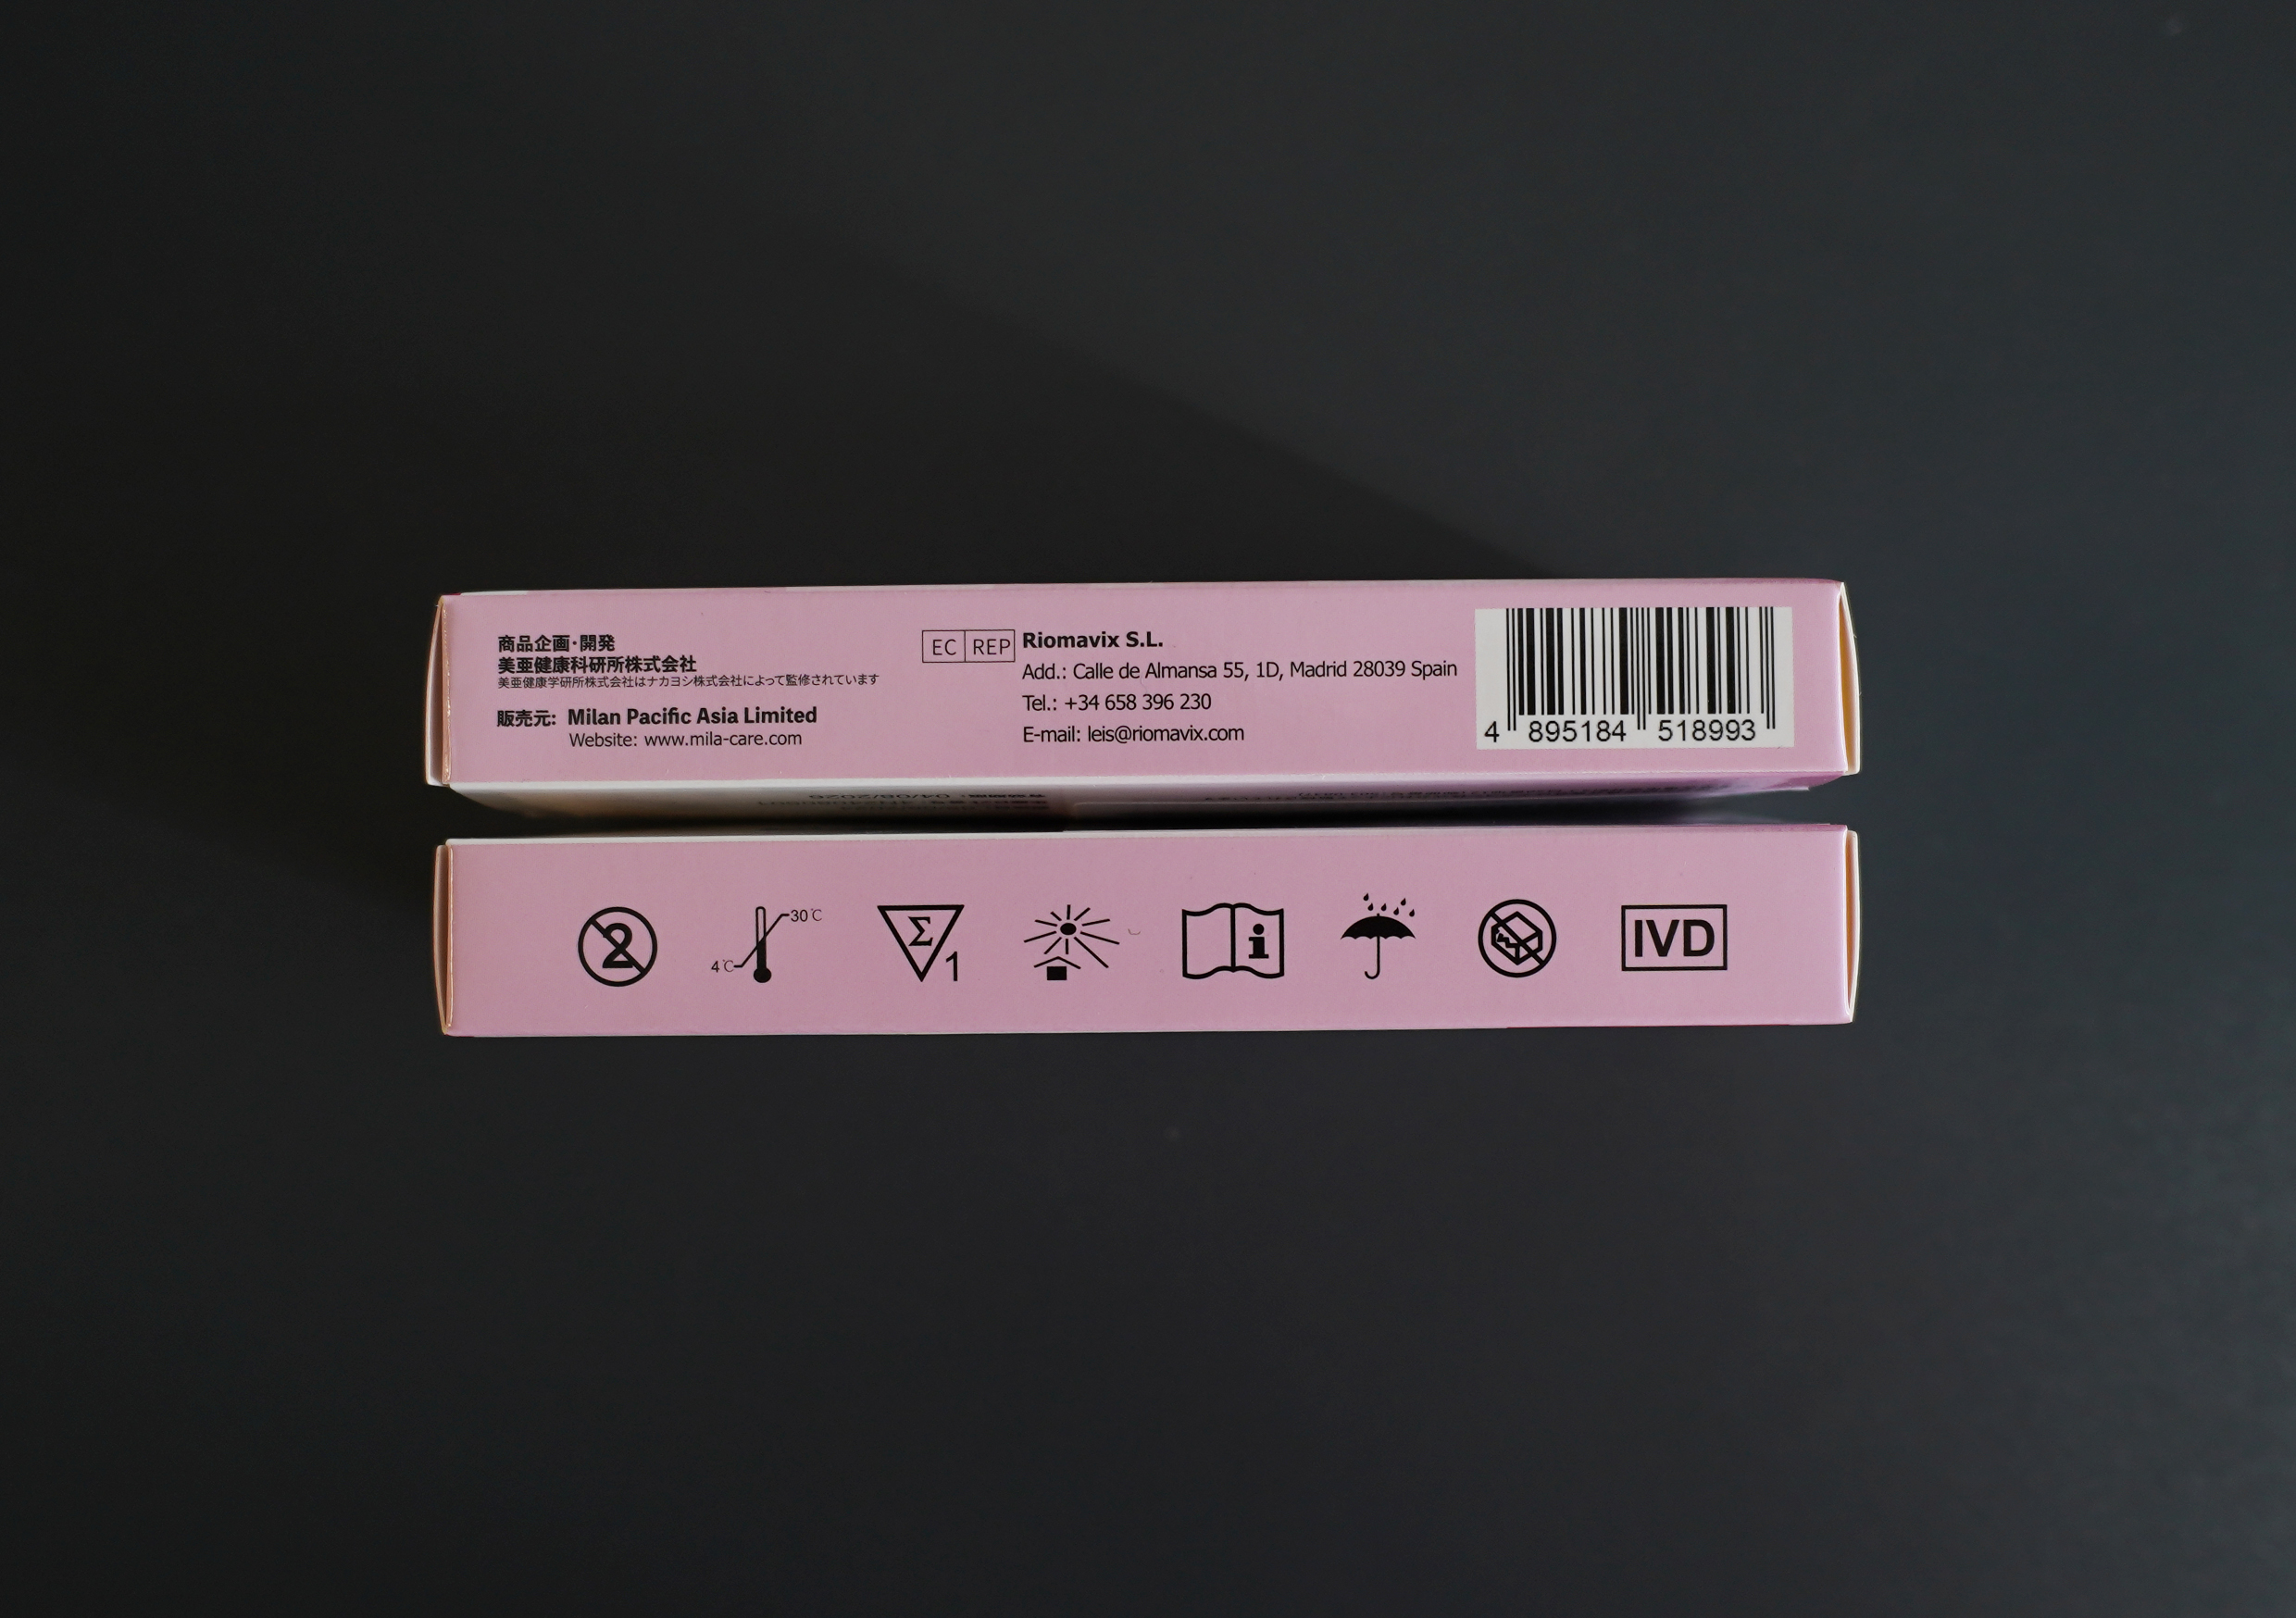 商品企画・開発
美亜健康科研所株式会社
美亜健康学研所株式会社はナカヨシ株式会社によって監修されています
販売元: Milan Pacific Asia Limited
Website: www.mila-care.com
EC REP
Riomavix S.L.
Add.: Calle de Almansa 55, 1D, Madrid 28039 Spain
Tel.: +34 658 396 230
E-mail: leis@riomavix.com
4 895184 518993
04/08/2026
2
4℃
30℃
Σ
1
i
IVD